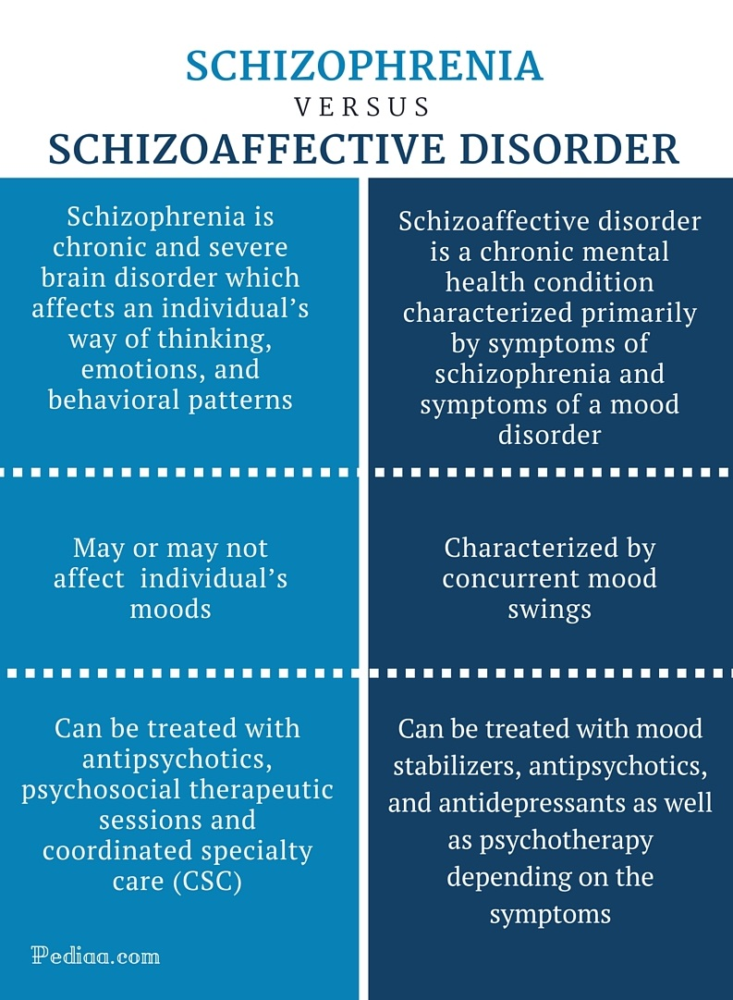 SCHIZOPHRENIA
VERSUS
SCHIZOAFFECTIVE DISORDER
Schizophrenia is
chronic and severe
brain disorder which
affects an individual’s
way of thinking,
emotions, and
behavioral patterns
Schizoaffective disorder
is a chronic mental
health condition
characterized primarily
by symptoms of
schizophrenia and
symptoms of a mood
disorder
May or may not
affect individual’s
moods
Characterized by
concurrent mood
swings
Can be treated with
antipsychotics,
psychosocial therapeutic
sessions and
coordinated specialty
care (CSC)
Can be treated with mood
stabilizers, antipsychotics,
and antidepressants as well
as psychotherapy
depending on the
symptoms
Pediaa.com